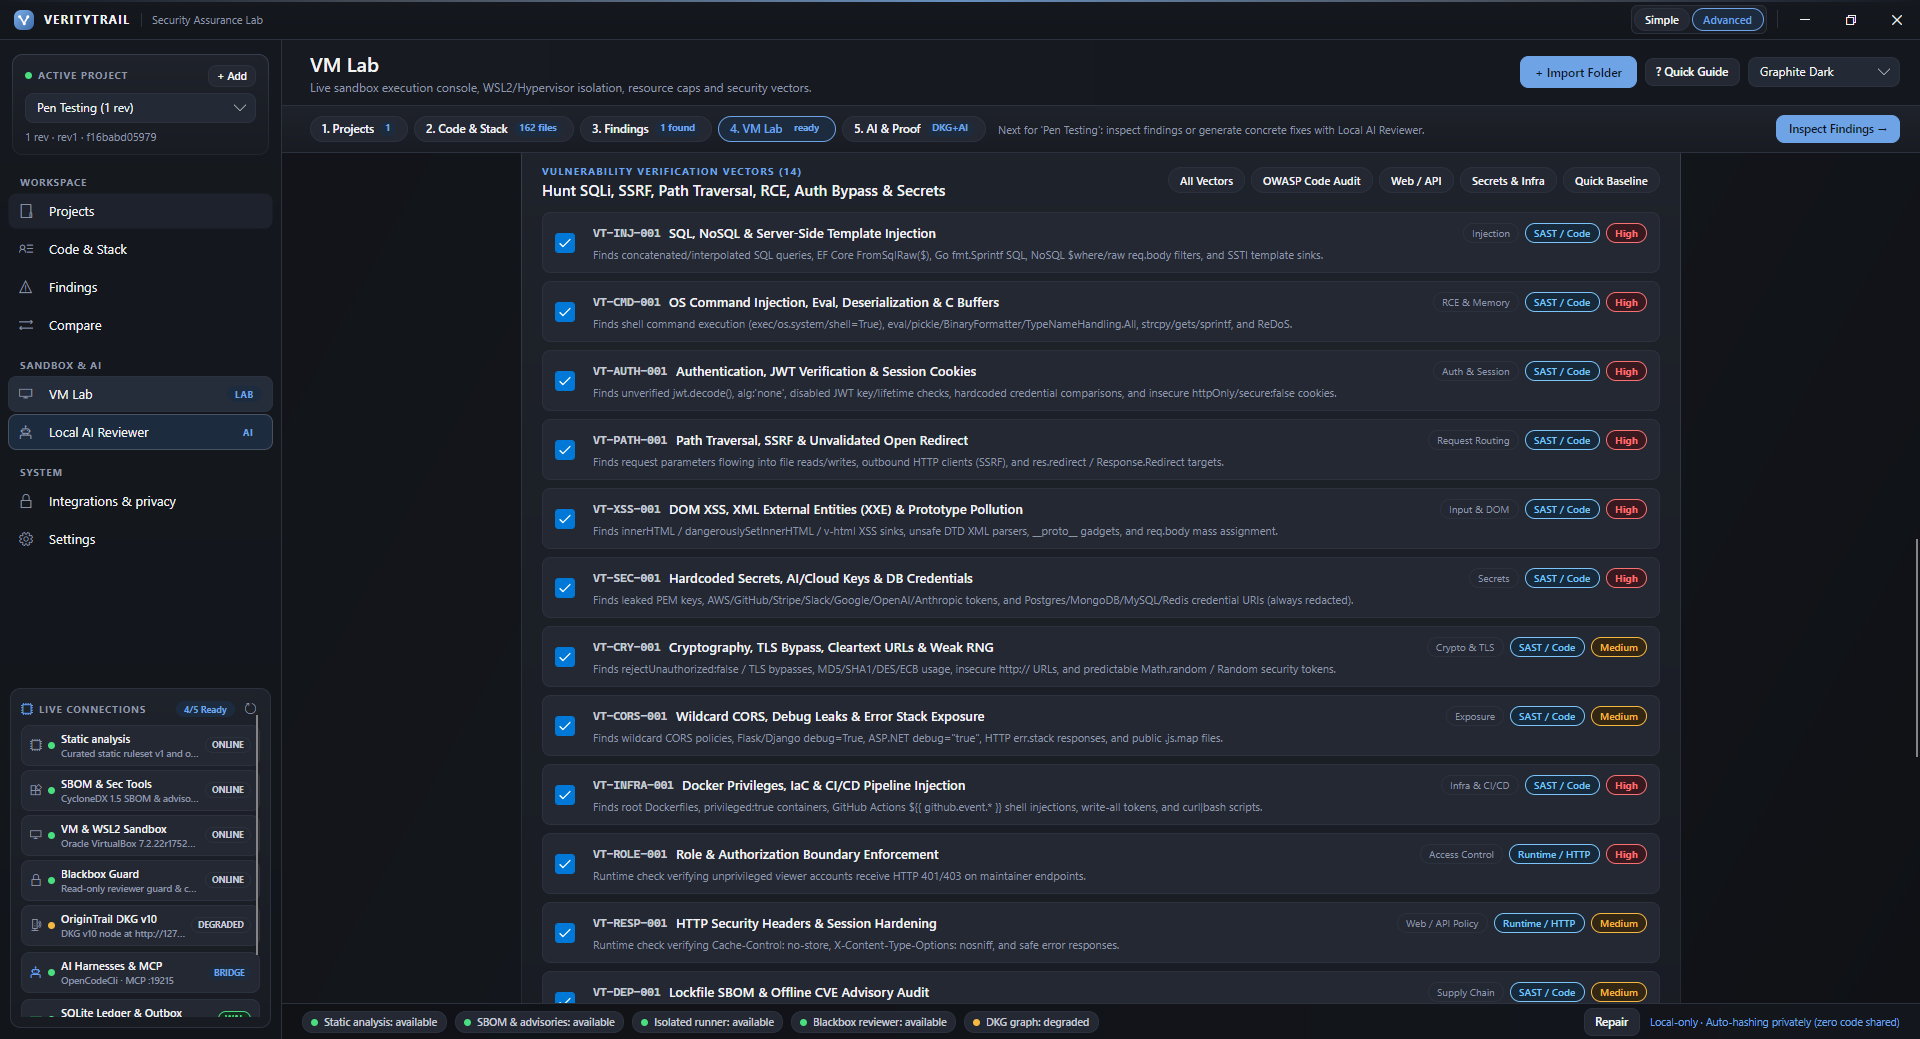 VERITYTRAIL
Security Assurance Lab
Simple
Advanced
ACTIVE PROJECT
+ Add
Pen Testing (1 rev)
1 rev · rev1 · f16babd05979
WORKSPACE
Projects
Code & Stack
Findings
Compare
SANDBOX & AI
VM Lab
LAB
Local AI Reviewer
AI
SYSTEM
Integrations & privacy
Settings
LIVE CONNECTIONS
4/5 Ready
Static analysis
Curated static ruleset v1 and o...
ONLINE
SBOM & Sec Tools
CycloneDX 1.5 SBOM & adviso...
ONLINE
VM & WSL2 Sandbox
Oracle VirtualBox 7.2.22r1752...
ONLINE
Blackbox Guard
Read-only reviewer guard & c...
ONLINE
OriginTrail DKG v10
DKG v10 node at http://127...
DEGRADED
AI Harnesses & MCP
OpenCodeCli · MCP :19215
BRIDGE
SQLite Ledger & Outbox
VM Lab
Live sandbox execution console, WSL2/Hypervisor isolation, resource caps and security vectors.
+ Import Folder
? Quick Guide
Graphite Dark
1. Projects 1
2. Code & Stack 162 files
3. Findings 1 found
4. VM Lab ready
5. AI & Proof DKG+AI
Next for 'Pen Testing': inspect findings or generate concrete fixes with Local AI Reviewer.
Inspect Findings →
VULNERABILITY VERIFICATION VECTORS (14)
Hunt SQLi, SSRF, Path Traversal, RCE, Auth Bypass & Secrets
All Vectors
OWASP Code Audit
Web / API
Secrets & Infra
Quick Baseline
VT-INJ-001 SQL, NoSQL & Server-Side Template Injection
Injection SAST / Code High
Finds concatenated/interpolated SQL queries, EF Core FromSqlRaw($), Go fmt.Sprintf SQL, NoSQL $where/raw req.body filters, and SSTI template sinks.
VT-CMD-001 OS Command Injection, Eval, Deserialization & C Buffers
RCE & Memory SAST / Code High
Finds shell command execution (exec/os.system/shell=True), eval/pickle/BinaryFormatter/TypeNameHandling.All, strcpy/gets/sprintf, and ReDoS.
VT-AUTH-001 Authentication, JWT Verification & Session Cookies
Auth & Session SAST / Code High
Finds unverified jwt.decode(), alg:'none', disabled JWT key/lifetime checks, hardcoded credential comparisons, and insecure httpOnly/secure:false cookies.
VT-PATH-001 Path Traversal, SSRF & Unvalidated Open Redirect
Request Routing SAST / Code High
Finds request parameters flowing into file reads/writes, outbound HTTP clients (SSRF), and res.redirect / Response.Redirect targets.
VT-XSS-001 DOM XSS, XML External Entities (XXE) & Prototype Pollution
Input & DOM SAST / Code High
Finds innerHTML / dangerouslySetInnerHTML / v-html XSS sinks, unsafe DTD XML parsers, __proto__ gadgets, and req.body mass assignment.
VT-SEC-001 Hardcoded Secrets, AI/Cloud Keys & DB Credentials
Secrets SAST / Code High
Finds leaked PEM keys, AWS/GitHub/Stripe/Slack/Google/OpenAI/Anthropic tokens, and Postgres/MongoDB/MySQL/Redis credential URIs (always redacted).
VT-CRY-001 Cryptography, TLS Bypass, Cleartext URLs & Weak RNG
Crypto & TLS SAST / Code Medium
Finds rejectUnauthorized:false / TLS bypasses, MD5/SHA1/DES/ECB usage, insecure http:// URLs, and predictable Math.random / Random security tokens.
VT-CORS-001 Wildcard CORS, Debug Leaks & Error Stack Exposure
Exposure SAST / Code Medium
Finds wildcard CORS policies, Flask/Django debug=True, ASP.NET debug="true", HTTP err.stack responses, and public .js.map files.
VT-INFRA-001 Docker Privileges, IaC & CI/CD Pipeline Injection
Infra & CI/CD SAST / Code High
Finds root Dockerfiles, privileged:true containers, GitHub Actions ${{ github.event.* }} shell injections, write-all tokens, and curl|bash scripts.
VT-ROLE-001 Role & Authorization Boundary Enforcement
Access Control Runtime / HTTP High
Runtime check verifying unprivileged viewer accounts receive HTTP 401/403 on maintainer endpoints.
VT-RESP-001 HTTP Security Headers & Session Hardening
Web / API Policy Runtime / HTTP Medium
Runtime check verifying Cache-Control: no-store, X-Content-Type-Options: nosniff, and safe error responses.
VT-DEP-001 Lockfile SBOM & Offline CVE Advisory Audit
Supply Chain SAST / Code Medium
Static analysis: available
SBOM & advisories: available
Isolated runner: available
Blackbox reviewer: available
DKG graph: degraded
Repair
Local-only · Auto-hashing privately (zero code shared)